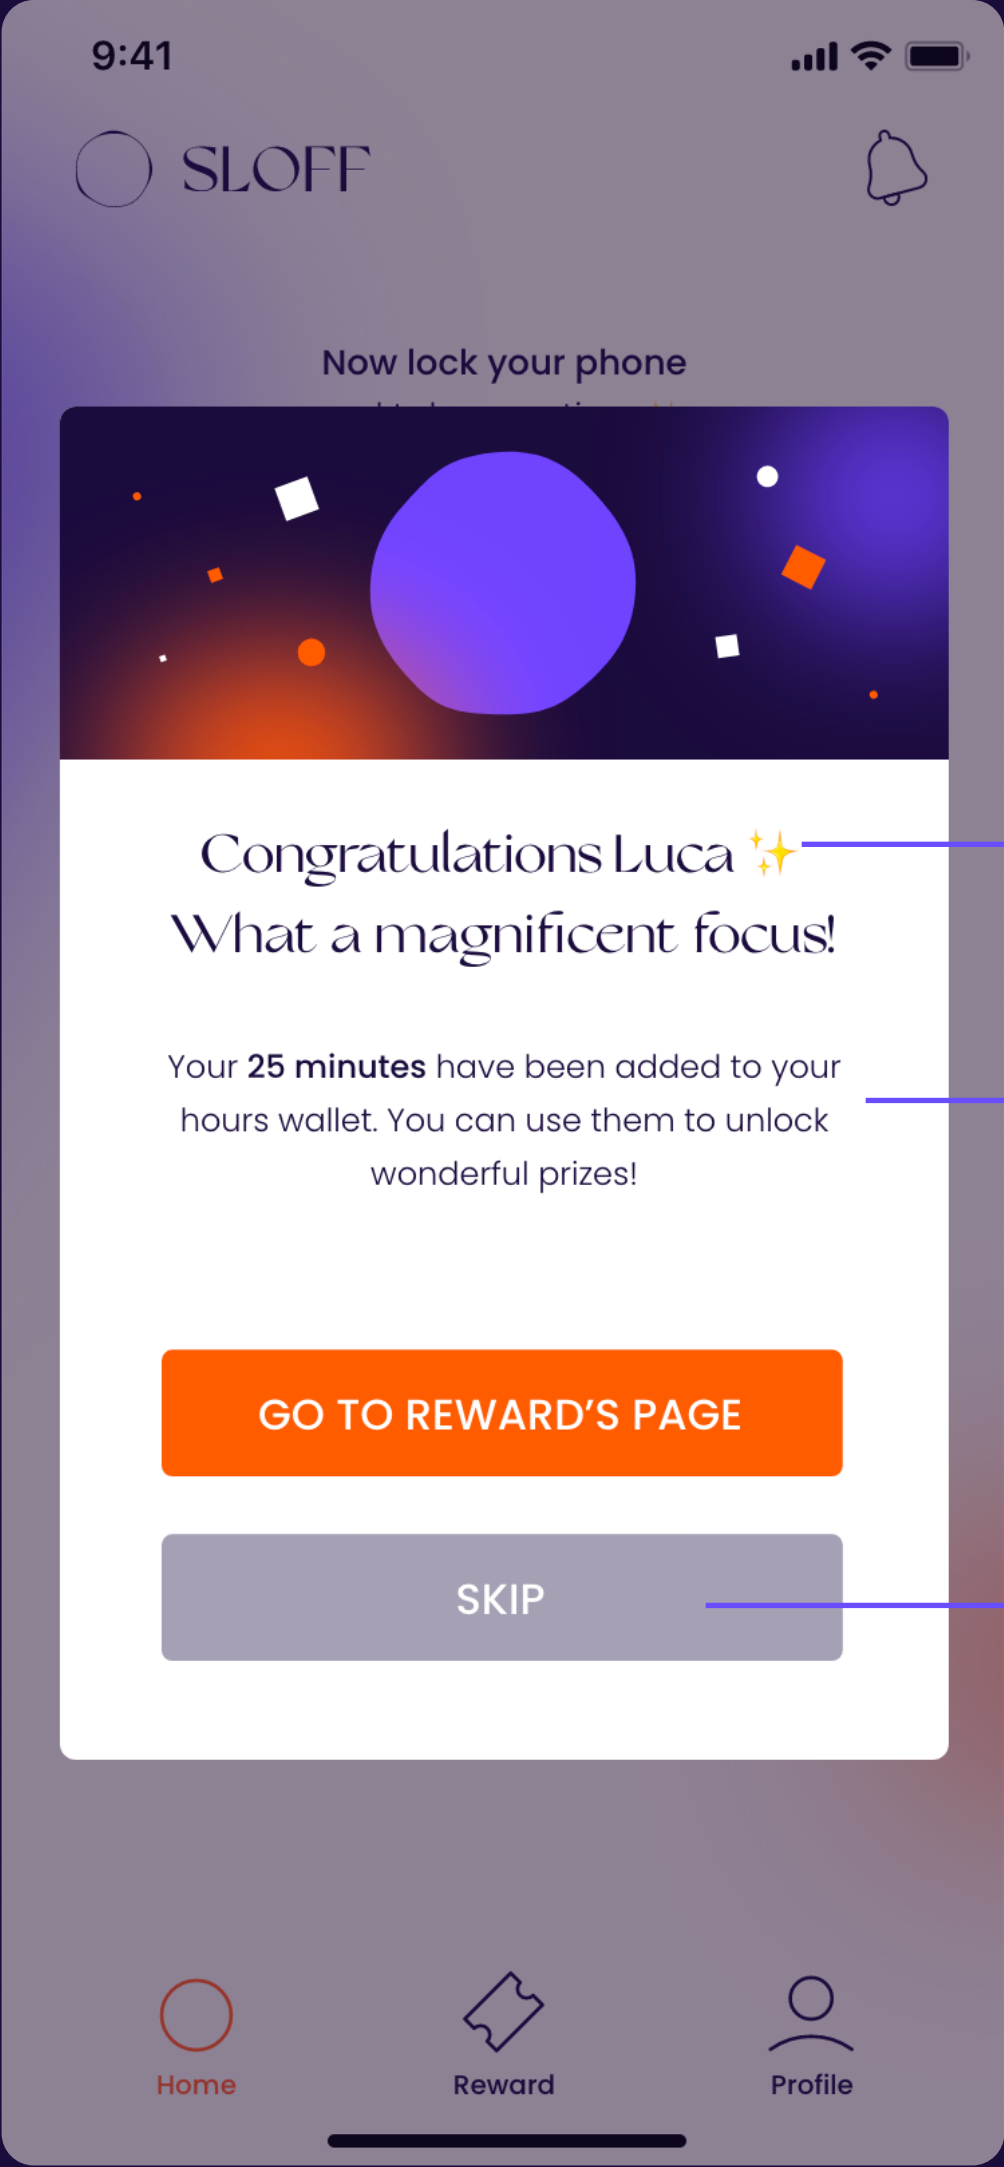 9:41
SLOFF
Now lock your phone
Congratulations Luca ✨
What a magnificent focus!
Your 25 minutes have been added to your
hours wallet. You can use them to unlock
wonderful prizes!
GO TO REWARD’S PAGE
SKIP
Home
Reward
Profile